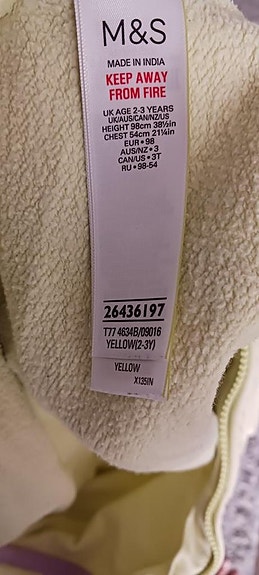 M&S
MADE IN INDIA
KEEP AWAY
FROM FIRE
UK AGE 2-3 YEARS
UK/AUS/CAN/NZ/US
HEIGHT 98cm 38½in
CHEST 54cm 21¼in
EUR • 98
AUS/NZ • 3
CAN/US • 3T
RU • 98-54
26436197
T77 4634B/09016
YELLOW(2-3Y)
YELLOW
X135IN